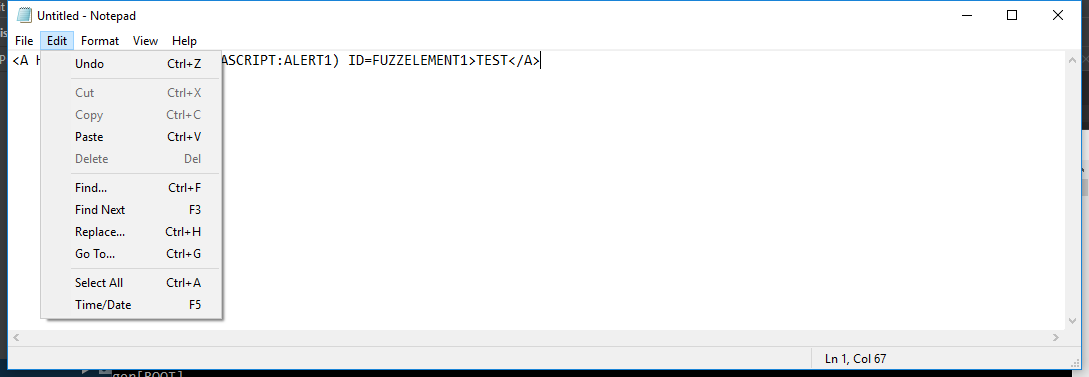 Untitled - Notepad
File Edit Format View Help
<A H ASCRIPT:ALERT1) ID=FUZZELEMENT1>TEST</A>
Undo Ctrl+Z
Cut Ctrl+X
Copy Ctrl+C
Paste Ctrl+V
Delete Del
Find... Ctrl+F
Find Next F3
Replace... Ctrl+H
Go To... Ctrl+G
Select All Ctrl+A
Time/Date F5
Ln 1, Col 67